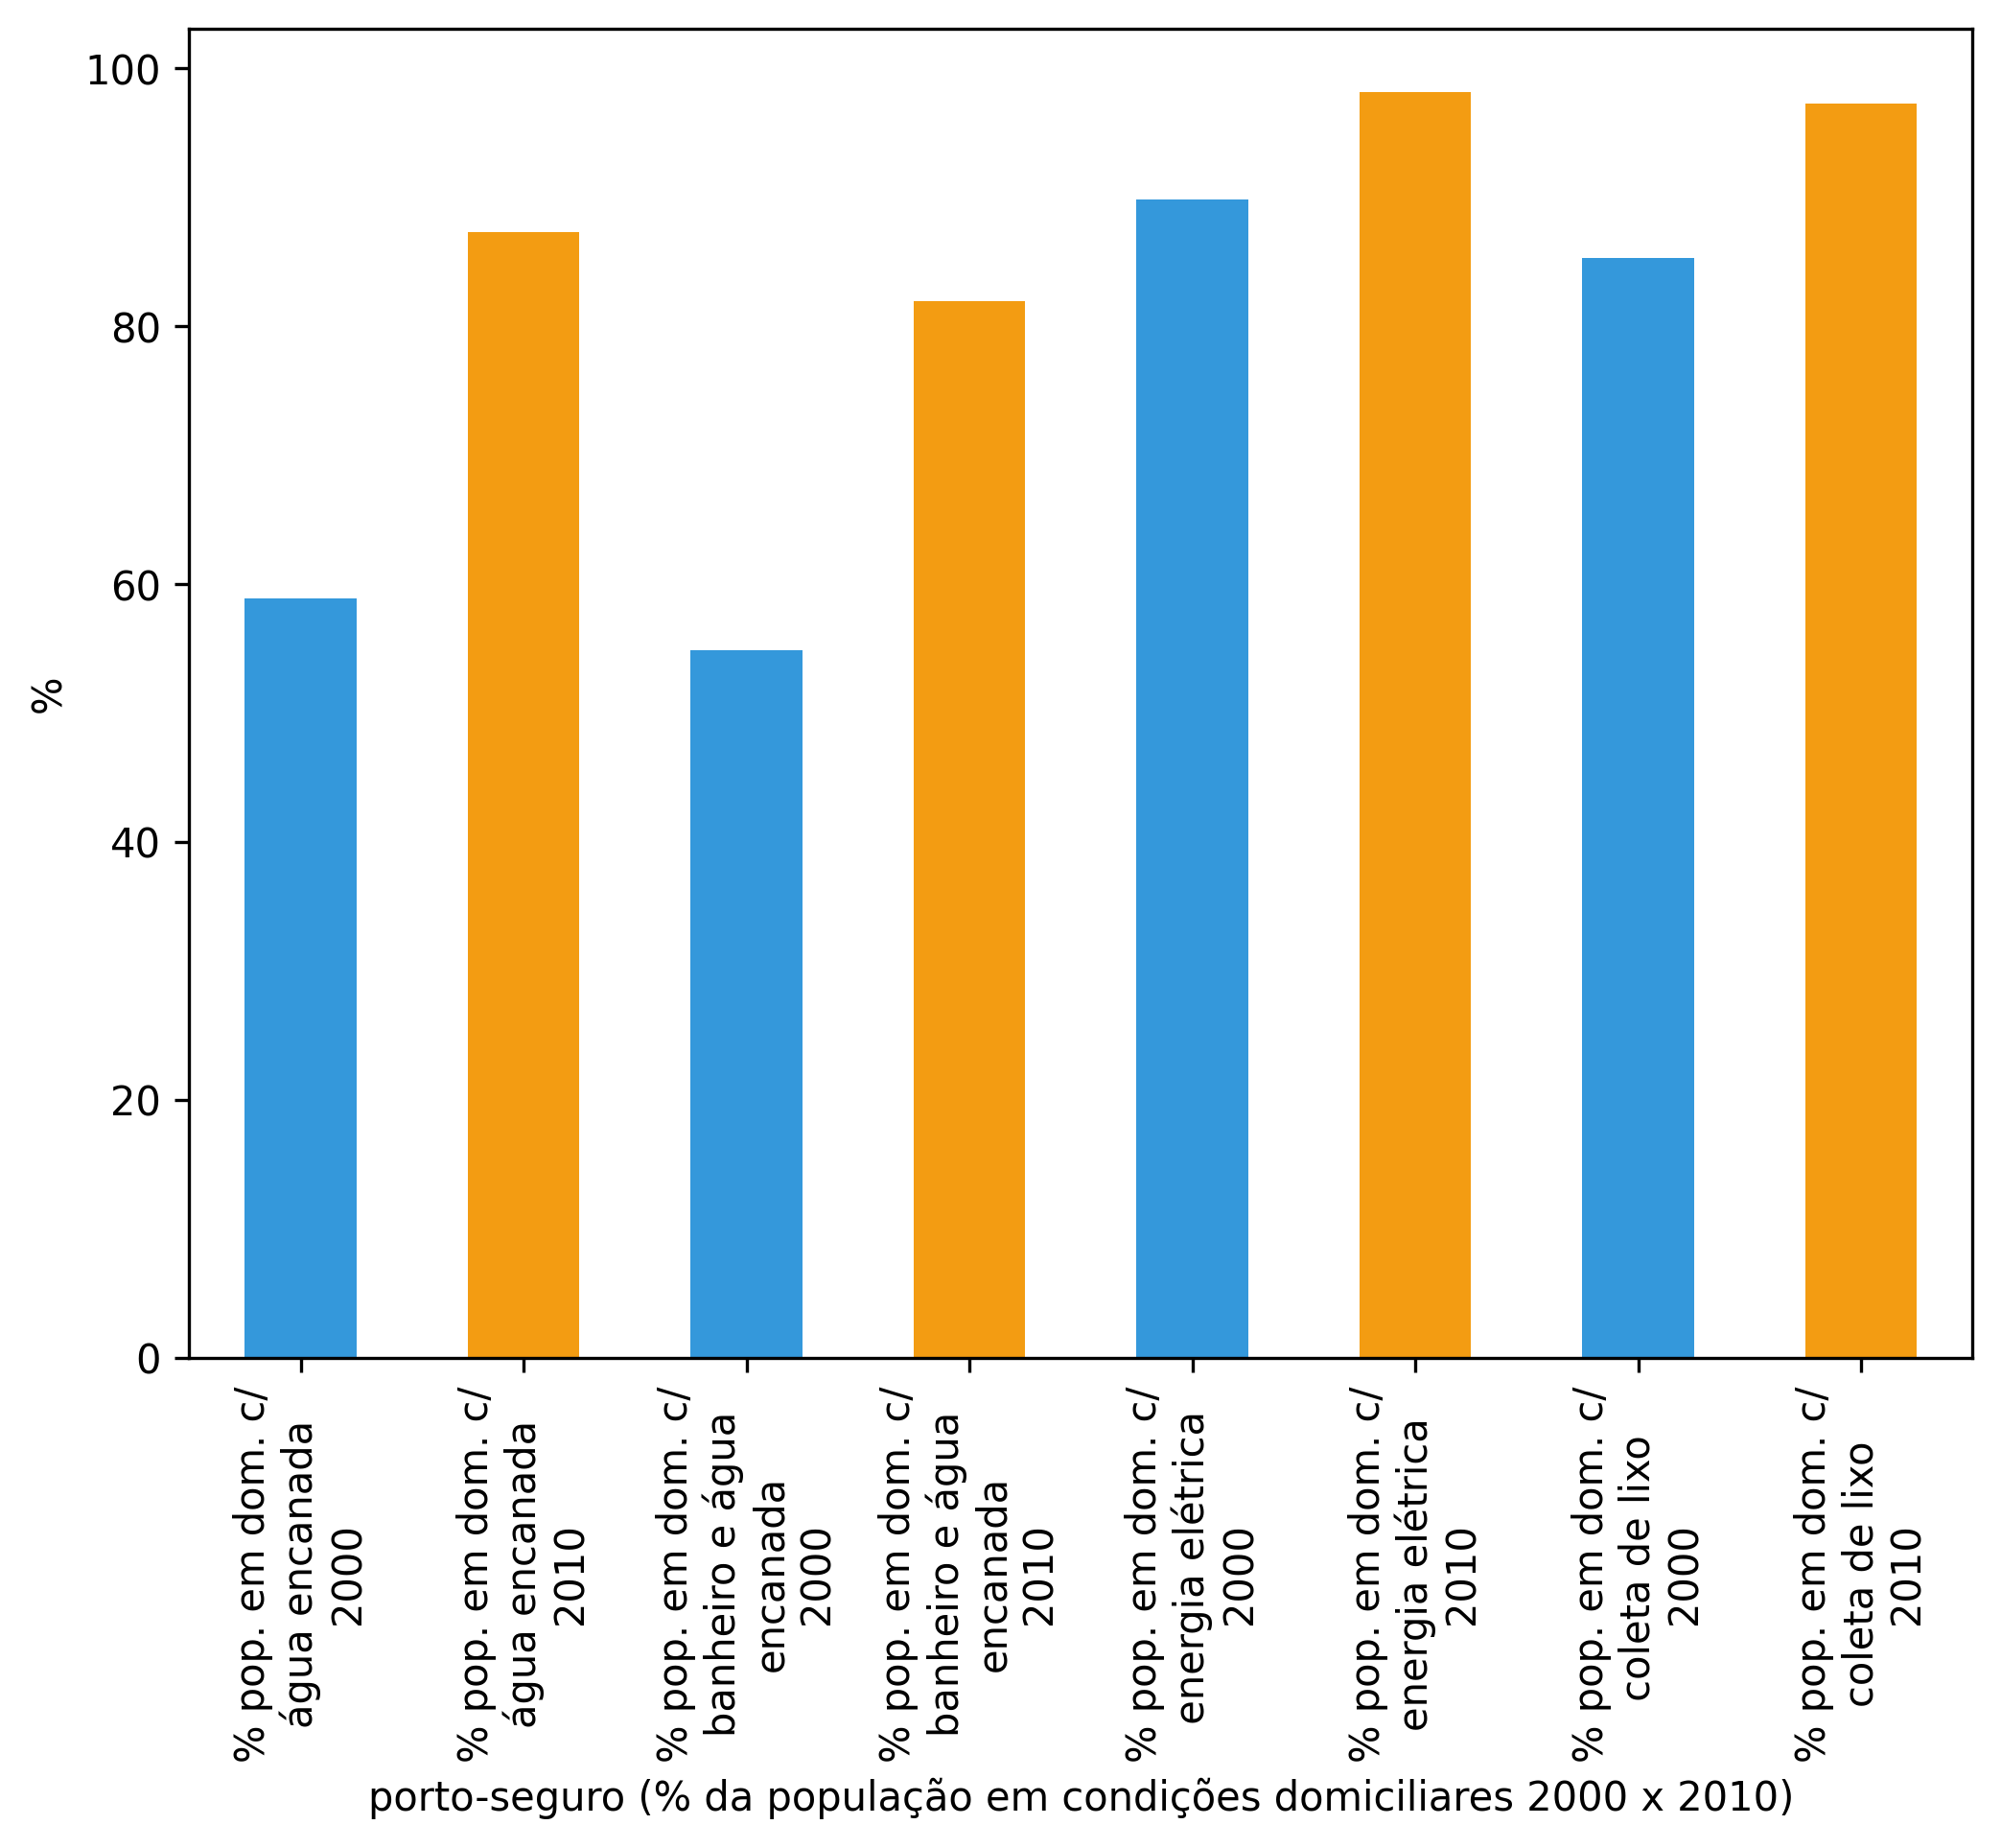 100
80
60
40
20
0
%
% pop. em dom. c/
água encanada
2000
% pop. em dom. c/
água encanada
2010
% pop. em dom. c/
banheiro e água
encanada
2000
% pop. em dom. c/
banheiro e água
encanada
2010
% pop. em dom. c/
energia elétrica
2000
% pop. em dom. c/
energia elétrica
2010
% pop. em dom. c/
coleta de lixo
2000
% pop. em dom. c/
coleta de lixo
2010
porto-seguro (% da população em condições domiciliares 2000 x 2010)